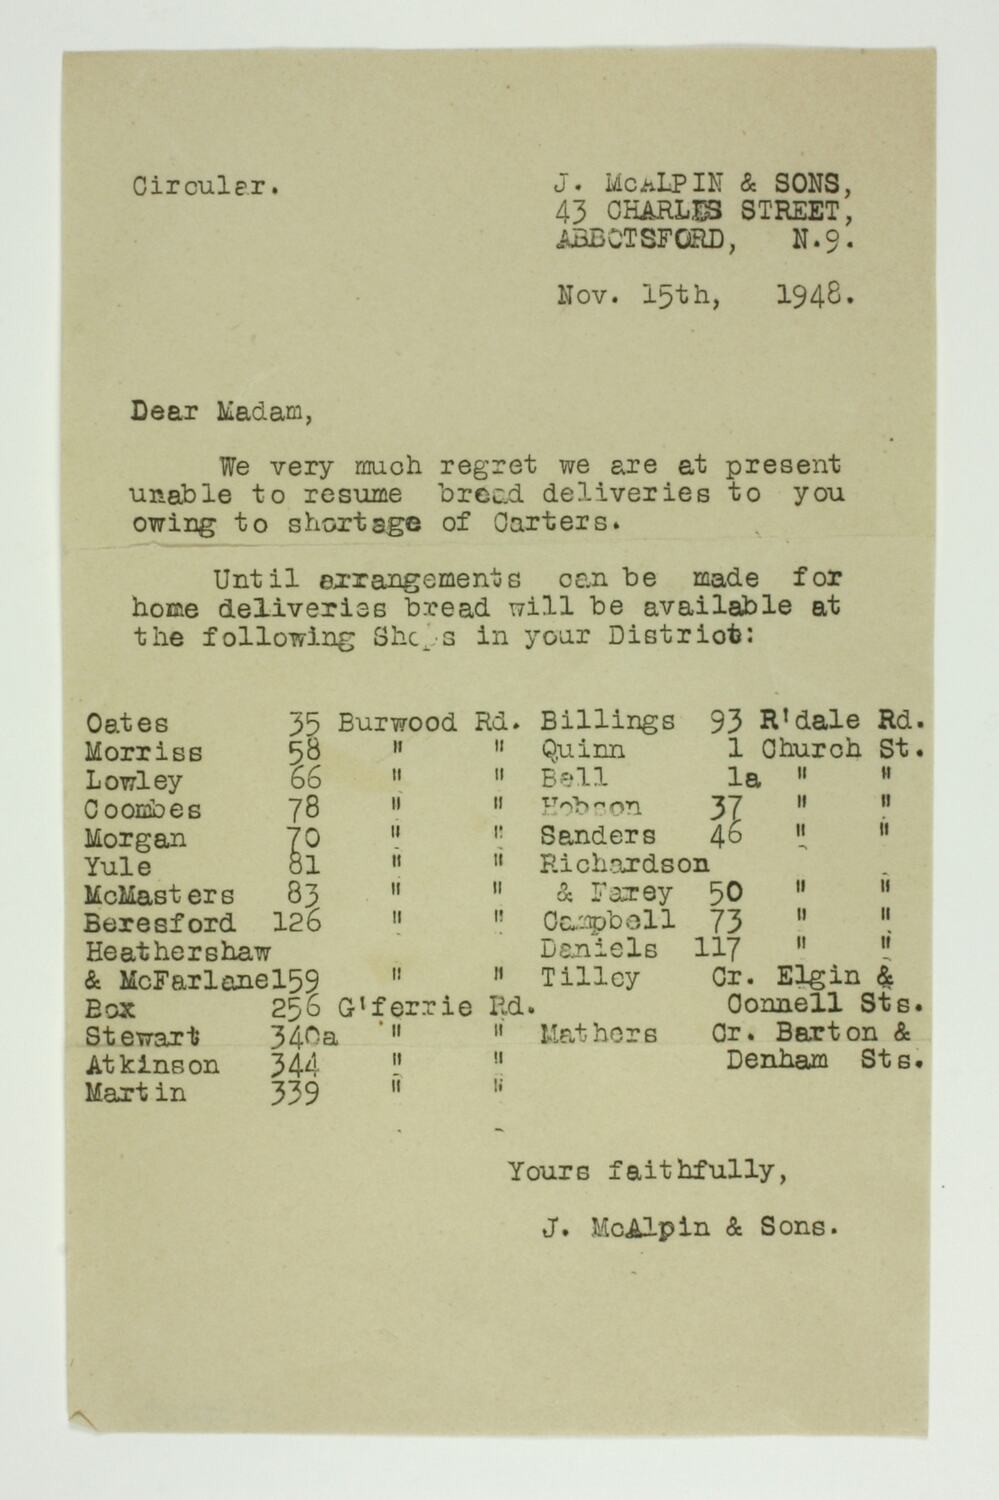 Circular.
J. McALPIN & SONS,
43 CHARLES STREET,
ABBOTSFORD, N.9.
Nov. 15th, 1948.
Dear Madam,
We very much regret we are at present
unable to resume bread deliveries to you
owing to shortage of Carters.
Until arrangements can be made for
home deliveries bread will be available at
the following Shops in your District:
Oates 35 Burwood Rd. Billings 93 R'dale Rd.
Morriss 58 " " Quinn 1 Church St.
Lowley 66 " " Bell 1a " "
Coombes 78 " " Hobson 37 " "
Morgan 70 " " Sanders 46 " "
Yule 81 " " Richardson
McMasters 83 " " & Farey 50 " "
Beresford 126 " " Campbell 73 " "
Heathershaw Daniels 117 " "
& McFarlane159 " " Tilley Cr. Elgin &
Box 256 G'ferrie Rd. Connell Sts.
Stewart 340a " " Mathers Cr. Barton &
Atkinson 344 " " Denham Sts.
Martin 339 " "
Yours faithfully,
J. McAlpin & Sons.